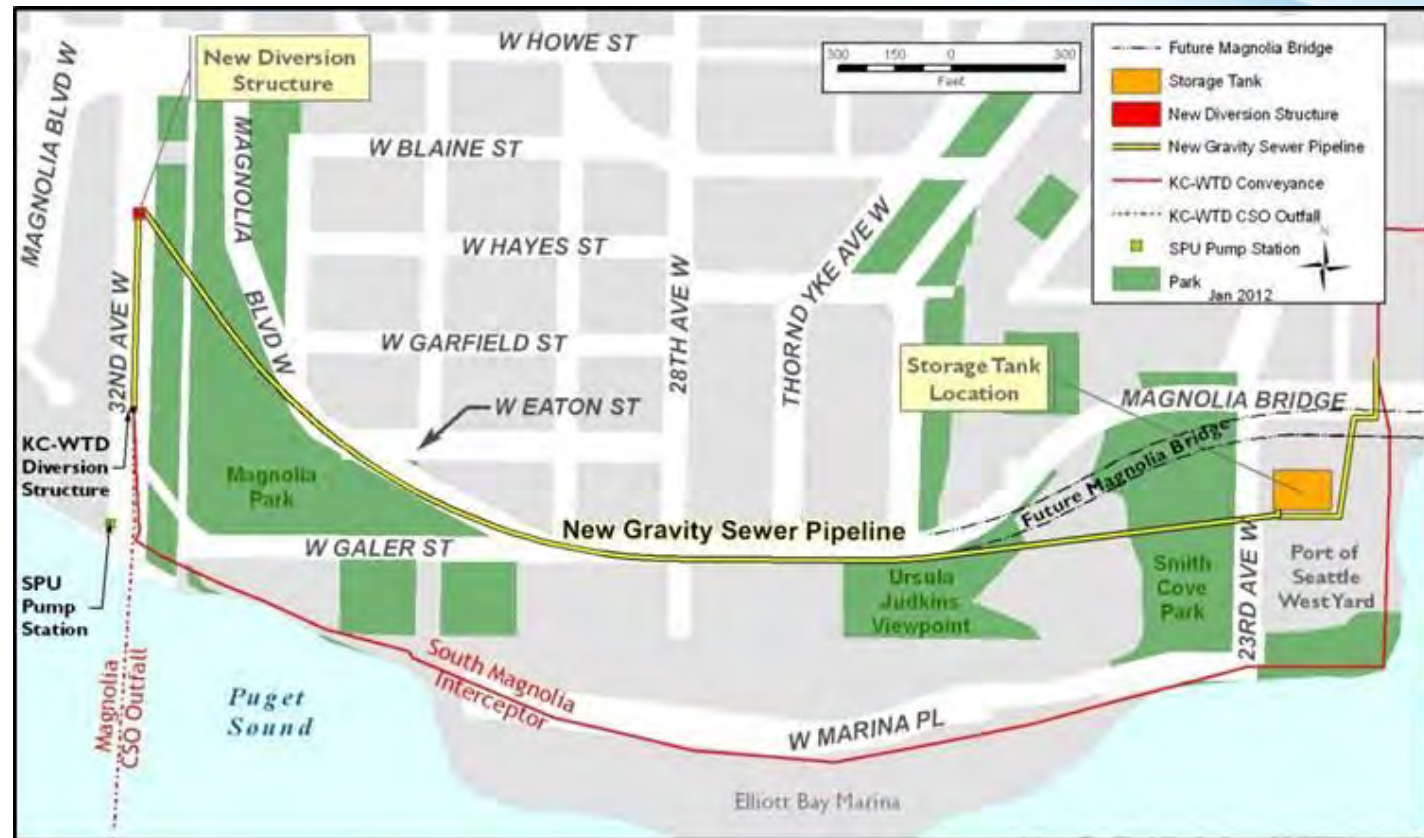 W HOWE ST
300 150 0 300
Feet
Future Magnolia Bridge
Storage Tank
New Diversion Structure
New Gravity Sewer Pipeline
KC-WTD Conveyance
KC-WTD CSO Outfall
N
SPU Pump Station
Park
Jan 2012
New Diversion
Structure
MAGNOLIA BLVD W
MAGNOLIA
BLVD W
W BLAINE ST
W HAYES ST
W GARFIELD ST
W EATON ST
28TH AVE W
THORND YKE AVE W
32ND AVE W
Storage Tank
Location
MAGNOLIA BRIDGE
Future Magnolia Bridge
KC-WTD
Diversion
Structure
Magnolia
Park
New Gravity Sewer Pipeline
W GALER ST
SPU
Pump
Station
Ursula
Judkins
Viewpoint
Smith
Cove
Park
23RD AVE W
Port of
Seattle
West Yard
South Magnolia
Interceptor
Magnolia
CSO Outfall
Puget
Sound
W MARINA PL
Elliott Bay Marina